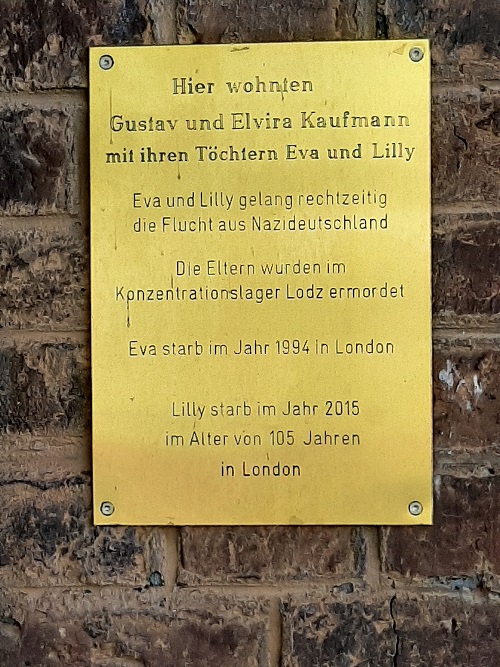 Hier wohnten
Gustav und Elvira Kaufmann
mit ihren Töchtern Eva und Lilly
Eva und Lilly gelang rechtzeitig
die Flucht aus Nazideutschland
Die Eltern wurden im
Konzentrationslager Lodz ermordet
Eva starb im Jahr 1994 in London
Lilly starb im Jahr 2015
im Alter von 105 Jahren
in London